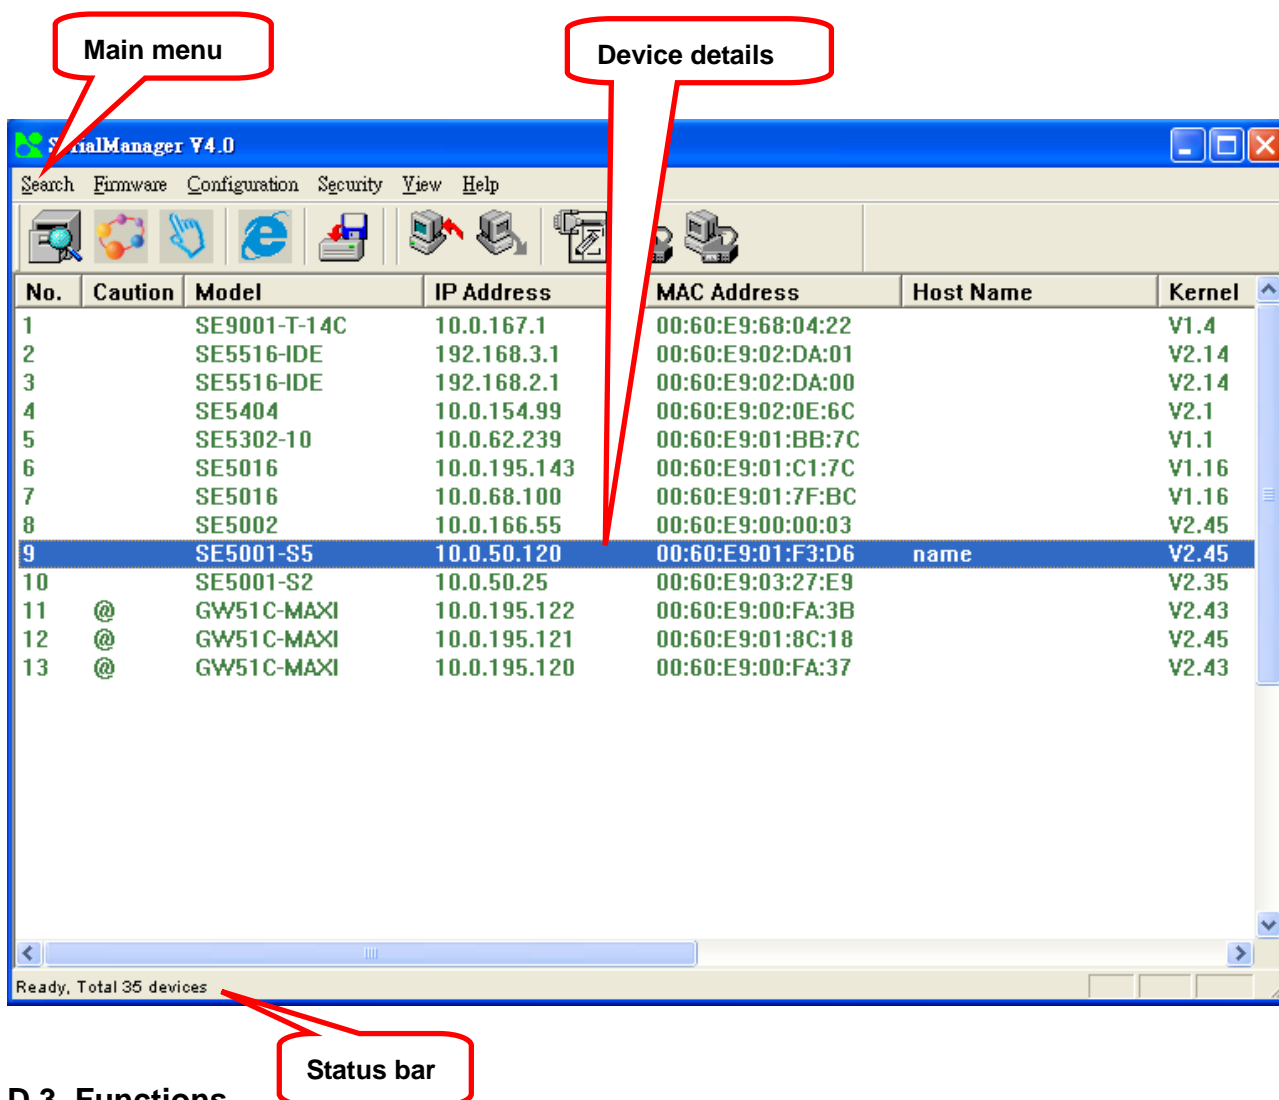 Main menu
Device details
SerialManager V4.0
Search Firmware Configuration Security View Help
No. Caution Model IP Address MAC Address Host Name Kernel
1 SE9001-T-14C 10.0.167.1 00:60:E9:68:04:22 V1.4
2 SE5516-IDE 192.168.3.1 00:60:E9:02:DA:01 V2.14
3 SE5516-IDE 192.168.2.1 00:60:E9:02:DA:00 V2.14
4 SE5404 10.0.154.99 00:60:E9:02:0E:6C V2.1
5 SE5302-10 10.0.62.239 00:60:E9:01:BB:7C V1.1
6 SE5016 10.0.195.143 00:60:E9:01:C1:7C V1.16
7 SE5016 10.0.68.100 00:60:E9:01:7F:BC V1.16
8 SE5002 10.0.166.55 00:60:E9:00:00:03 V2.45
9 SE5001-S5 10.0.50.120 00:60:E9:01:F3:D6 name V2.45
10 SE5001-S2 10.0.50.25 00:60:E9:03:27:E9 V2.35
11 @ GW51C-MAXI 10.0.195.122 00:60:E9:00:FA:3B V2.43
12 @ GW51C-MAXI 10.0.195.121 00:60:E9:01:8C:18 V2.45
13 @ GW51C-MAXI 10.0.195.120 00:60:E9:00:FA:37 V2.43
Ready, Total 35 devices
Status bar
D.3 Functions